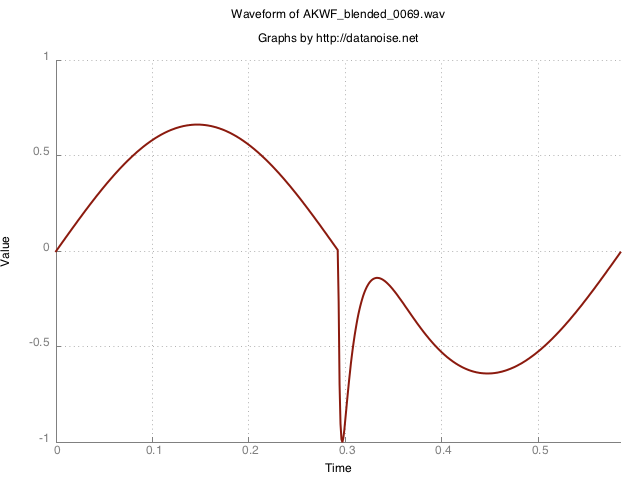 Waveform of AKWF_blended_0069.wav
Graphs by http://datanoise.net
1
0.5
0
-0.5
-1
Value
0 0.1 0.2 0.3 0.4 0.5
Time